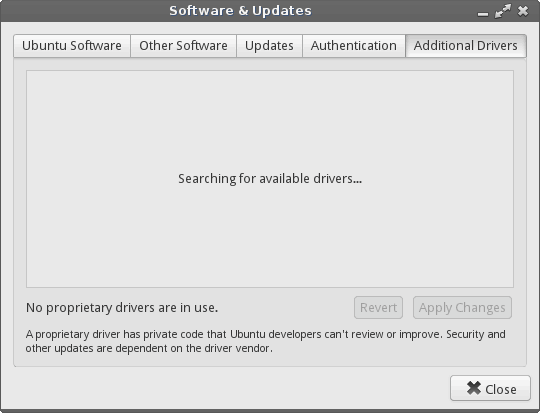 Software & Updates
Ubuntu Software Other Software Updates Authentication Additional Drivers
Searching for available drivers...
No proprietary drivers are in use. Revert Apply Changes
A proprietary driver has private code that Ubuntu developers can't review or improve. Security and
other updates are dependent on the driver vendor.
Close